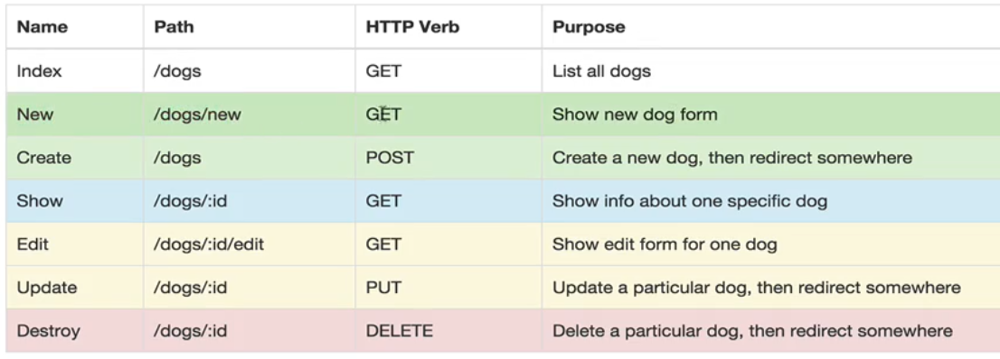 Name Path HTTP Verb Purpose
Index /dogs GET List all dogs
New /dogs/new GET Show new dog form
Create /dogs POST Create a new dog, then redirect somewhere
Show /dogs/:id GET Show info about one specific dog
Edit /dogs/:id/edit GET Show edit form for one dog
Update /dogs/:id PUT Update a particular dog, then redirect somewhere
Destroy /dogs/:id DELETE Delete a particular dog, then redirect somewhere